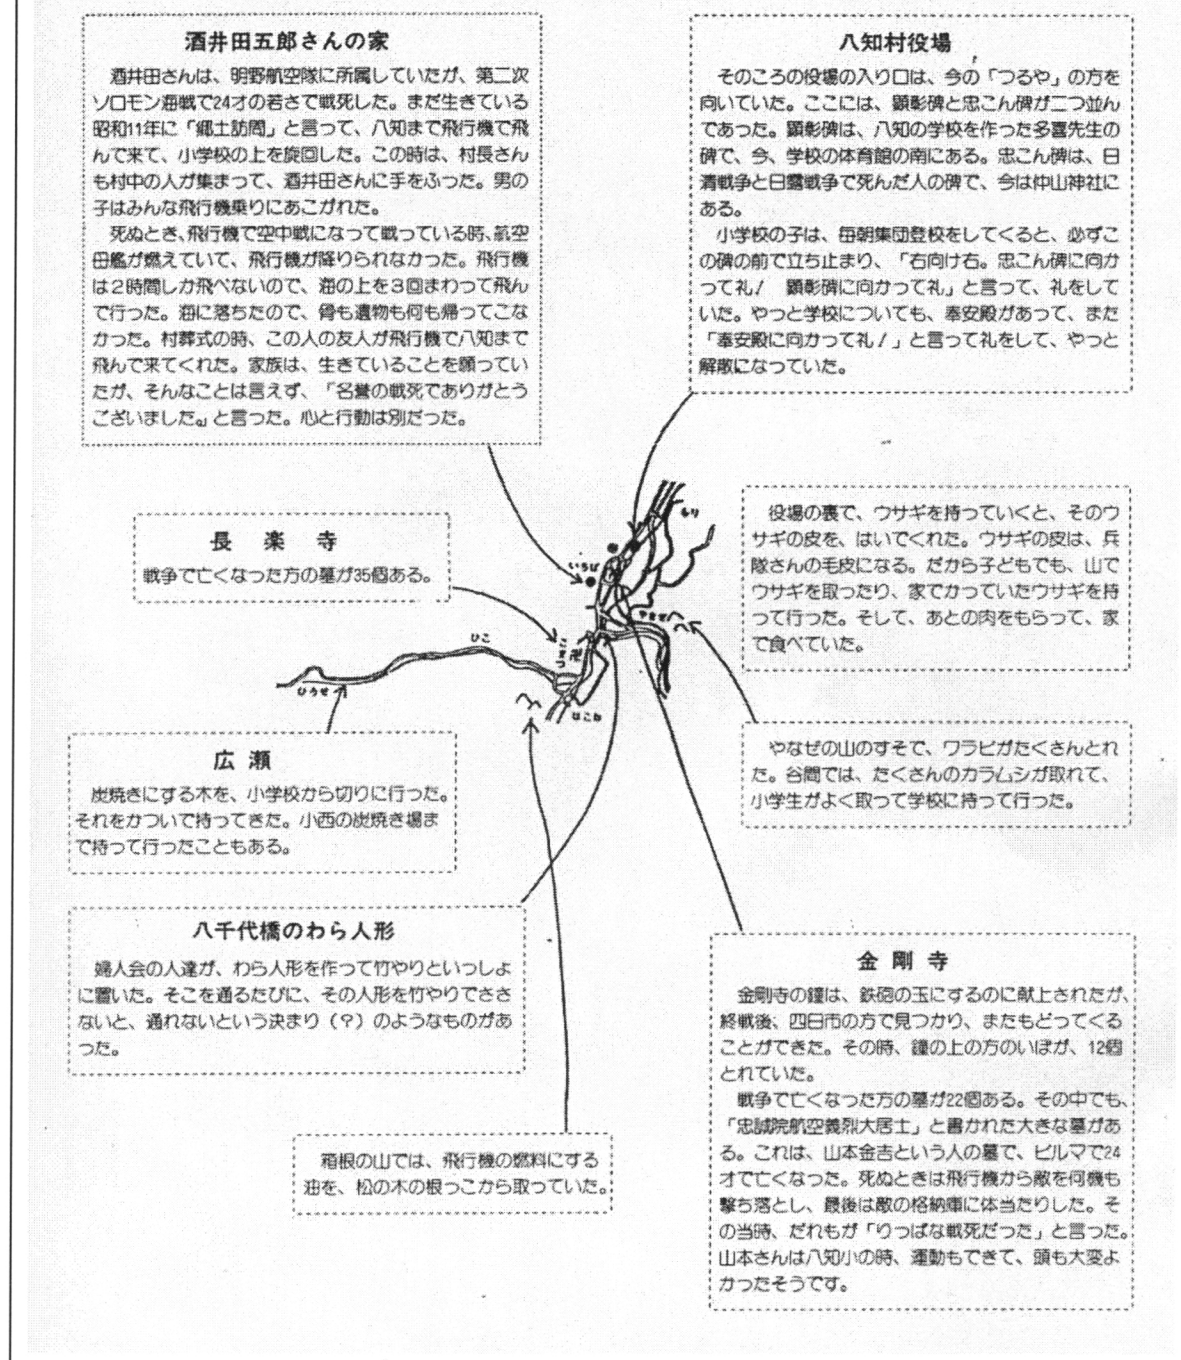 酒井田五郎さんの家
　酒井田さんは、明野航空隊に所属していたが、第二次
ソロモン海戦で24才の若さで戦死した。まだ生きている
昭和11年に「郷土訪問」と言って、八知まで飛行機で飛
んで来て、小学校の上を旋回した。この時は、村長さん
も村中の人が集まって、酒井田さんに手をふった。男の
子はみんな飛行機乗りにあこがれた。
　死ぬとき、飛行機で空中戦になって戦っている時、航空
母艦が燃えていて、飛行機が降りられなかった。飛行機
は2時間しか飛べないので、海の上を3回まわって飛ん
で行った。海に落ちたので、骨も遺物も何も帰ってこな
かった。村葬式の時、この人の友人が飛行機で八知まで
飛んで来てくれた。家族は、生きていることを願ってい
たが、そんなことは言えず、「名誉の戦死でありがとう
ございました。」と言った。心と行動は別だった。
八知村役場
　そのころの役場の入り口は、今の「つるや」の方を
向いていた。ここには、顕彰碑と忠こん碑が二つ並ん
であった。顕彰碑は、八知の学校を作った多喜先生の
碑で、今、学校の体育館の南にある。忠こん碑は、日
清戦争と日露戦争で死んだ人の碑で、今は仲山神社に
ある。
　小学校の子は、毎朝集団登校をしてくると、必ずこ
の碑の前で立ち止まり、「右向け右。忠こん碑に向か
って礼！　顕彰碑に向かって礼」と言って、礼をして
いた。やっと学校についても、奉安殿があって、また
「奉安殿に向かって礼！」と言って礼をして、やっと
解散になっていた。
長楽寺
戦争で亡くなった方の墓が35個ある。
　役場の裏で、ウサギを持っていくと、そのウ
サギの皮を、はいでくれた。ウサギの皮は、兵
隊さんの毛皮になる。だから子どもでも、山で
ウサギを取ったり、家でかっていたウサギを持
って行った。そして、あとの肉をもらって、家
で食べていた。
もり
いちば
やなせ
こまつ
卍
ひこ
ひろせ
はこね
広瀬
　炭焼きにする木を、小学校から切りに行った。
それをかついで持ってきた。小西の炭焼き場ま
で持って行ったこともある。
　やなぜの山のすそで、ワラビがたくさんとれ
た。谷間では、たくさんのカラムシが取れて、
小学生がよく取って学校に持って行った。
八千代橋のわら人形
　婦人会の人達が、わら人形を作って竹やりといっしょ
に置いた。そこを通るたびに、その人形を竹やりでささ
ないと、通れないという決まり（？）のようなものがあ
った。
金剛寺
　金剛寺の鐘は、鉄砲の玉にするのに献上されたが、
終戦後、四日市の方で見つかり、またもどってくる
ことができた。その時、鐘の上の方のいぼが、12個
とれていた。
　戦争で亡くなった方の墓が22個ある。その中でも、
「忠誠院航空義烈大居士」と書かれた大きな墓があ
る。これは、山本金吉という人の墓で、ビルマで24
才で亡くなった。死ぬときは飛行機から敵を何機も
撃ち落とし、最後は敵の格納庫に体当たりした。そ
の当時、だれもが「りっぱな戦死だった」と言った。
山本さんは八知小の時、運動もできて、頭も大変よ
かったそうです。
　箱根の山では、飛行機の燃料にする
油を、松の木の根っこから取っていた。